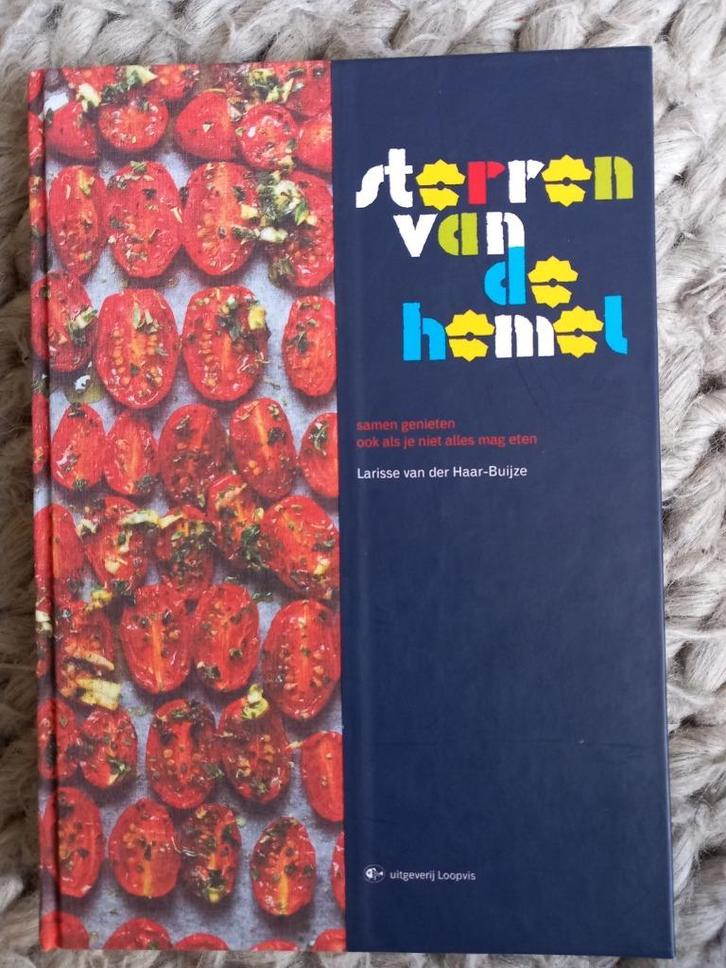 sterren
van
de
hemel
samen genieten
ook als je niet alles mag eten
Larisse van der Haar-Buijze
uitgeverij Loopvis